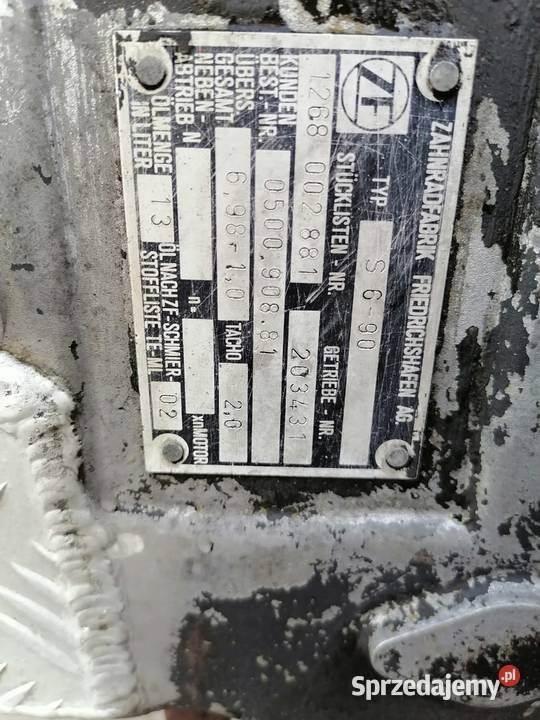 ZF
ZAHNRADFABRIK FRIEDRICHSHAFEN AG
TYP S 6-90
STÜCKLISTEN-NR. GETRIEBE-NR.
1268 002 881 203431
KUNDEN
BEST.-NR. 0500.908.81
ÜBERS.
GESAMT 6,98-1,0 TACHO 2,0
NEBEN-
ABTRIEB N n= xnMOTOR
ÖLMENGE
IN LITER 13 ÖL NACH ZF-SCHMIER-
STOFFLISTE TE-ML 02
Sprzedajemy.pl